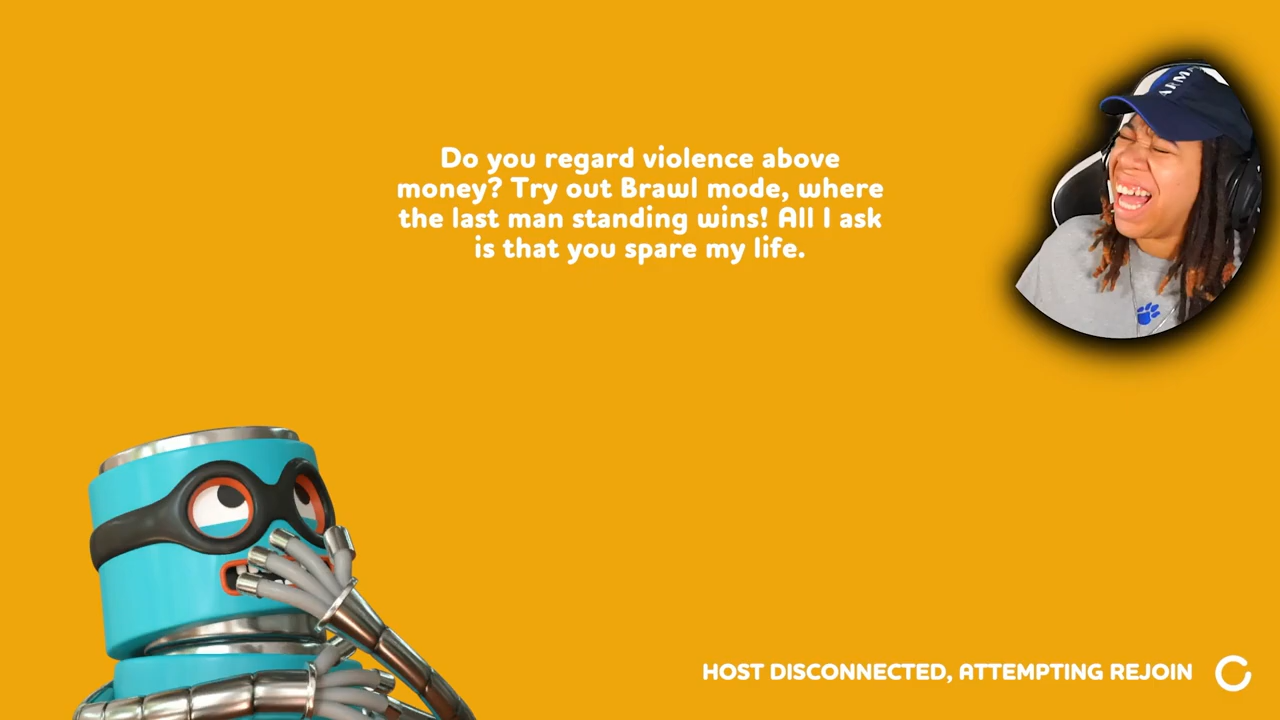 ARMA
Do you regard violence above
money? Try out Brawl mode, where
the last man standing wins! All I ask
is that you spare my life.
HOST DISCONNECTED, ATTEMPTING REJOIN